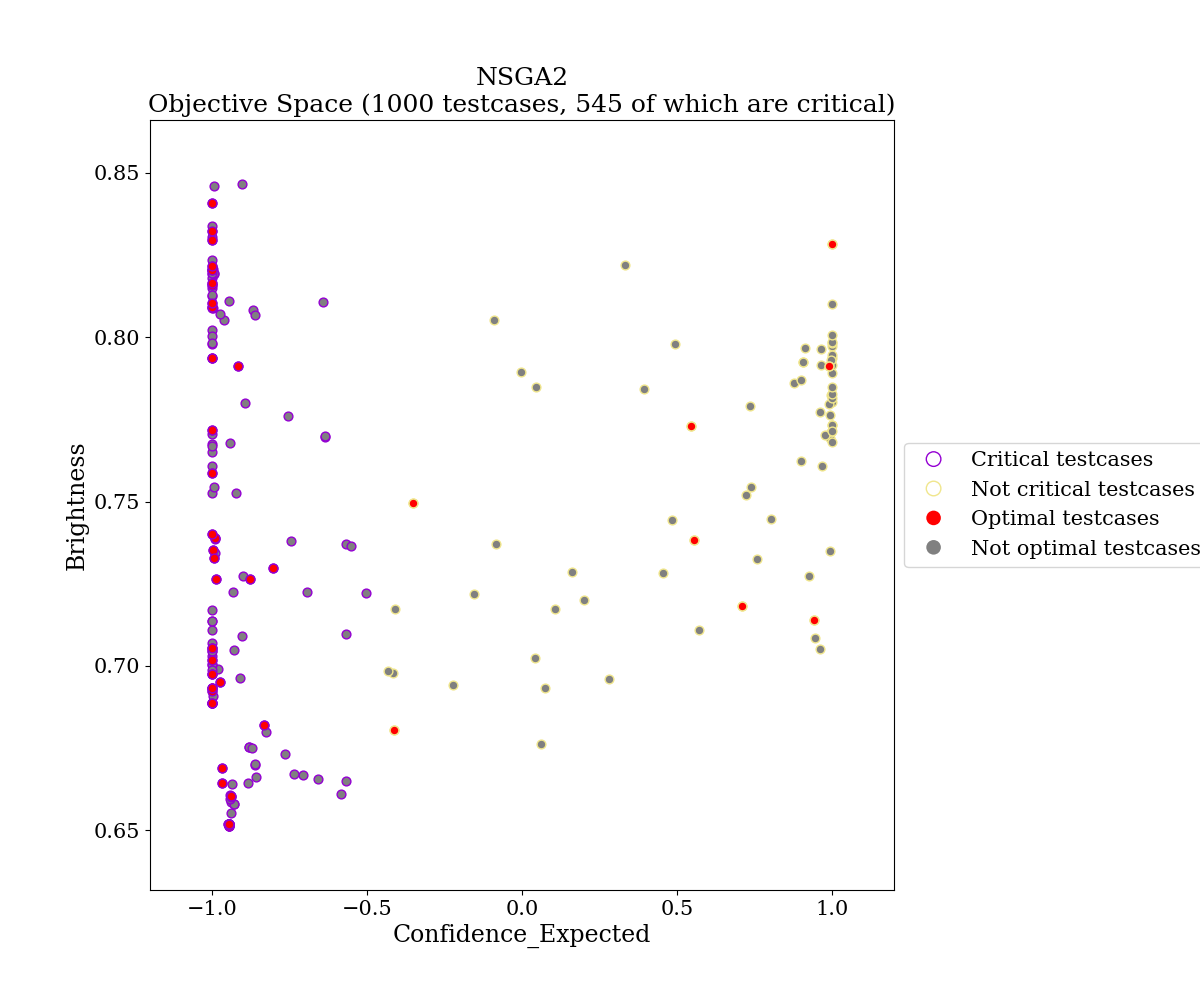 NSGA2
Objective Space (1000 testcases, 545 of which are critical)
0.85
0.80
0.75
0.70
0.65
Brightness
−1.0
−0.5
0.0
0.5
1.0
Confidence_Expected
Critical testcases
Not critical testcases
Optimal testcases
Not optimal testcases